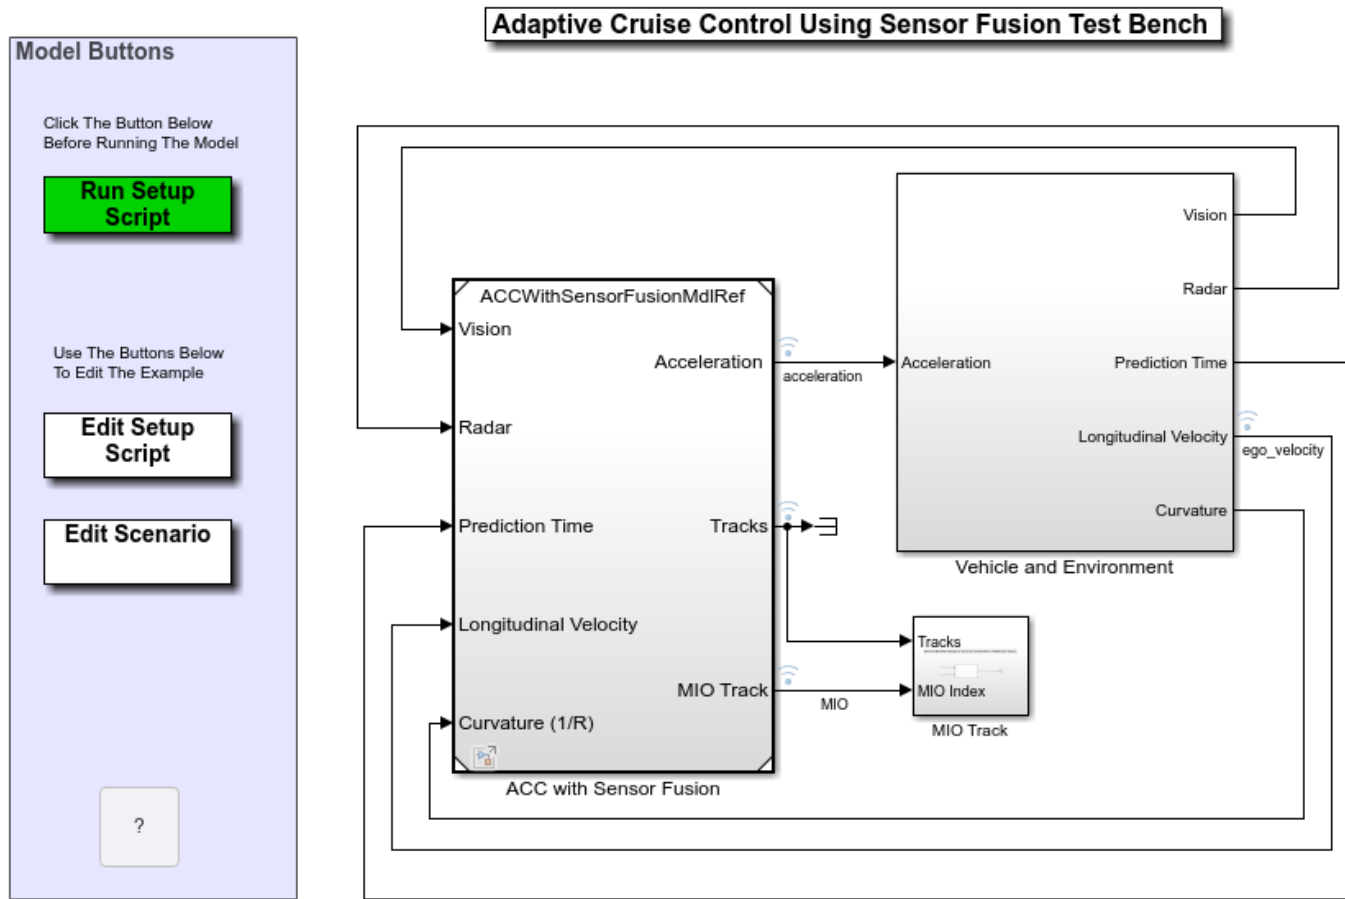 Adaptive Cruise Control Using Sensor Fusion Test Bench
Model Buttons
Click The Button Below
Before Running The Model
Run Setup
Script
Use The Buttons Below
To Edit The Example
Edit Setup
Script
Edit Scenario
?
ACCWithSensorFusionMdlRef
Vision
Radar
Prediction Time
Longitudinal Velocity
Curvature (1/R)
Acceleration
Tracks
MIO Track
ACC with Sensor Fusion
acceleration
MIO
Acceleration
Vision
Radar
Prediction Time
Longitudinal Velocity
Curvature
Vehicle and Environment
ego_velocity
Tracks
MIO Index
MIO Track